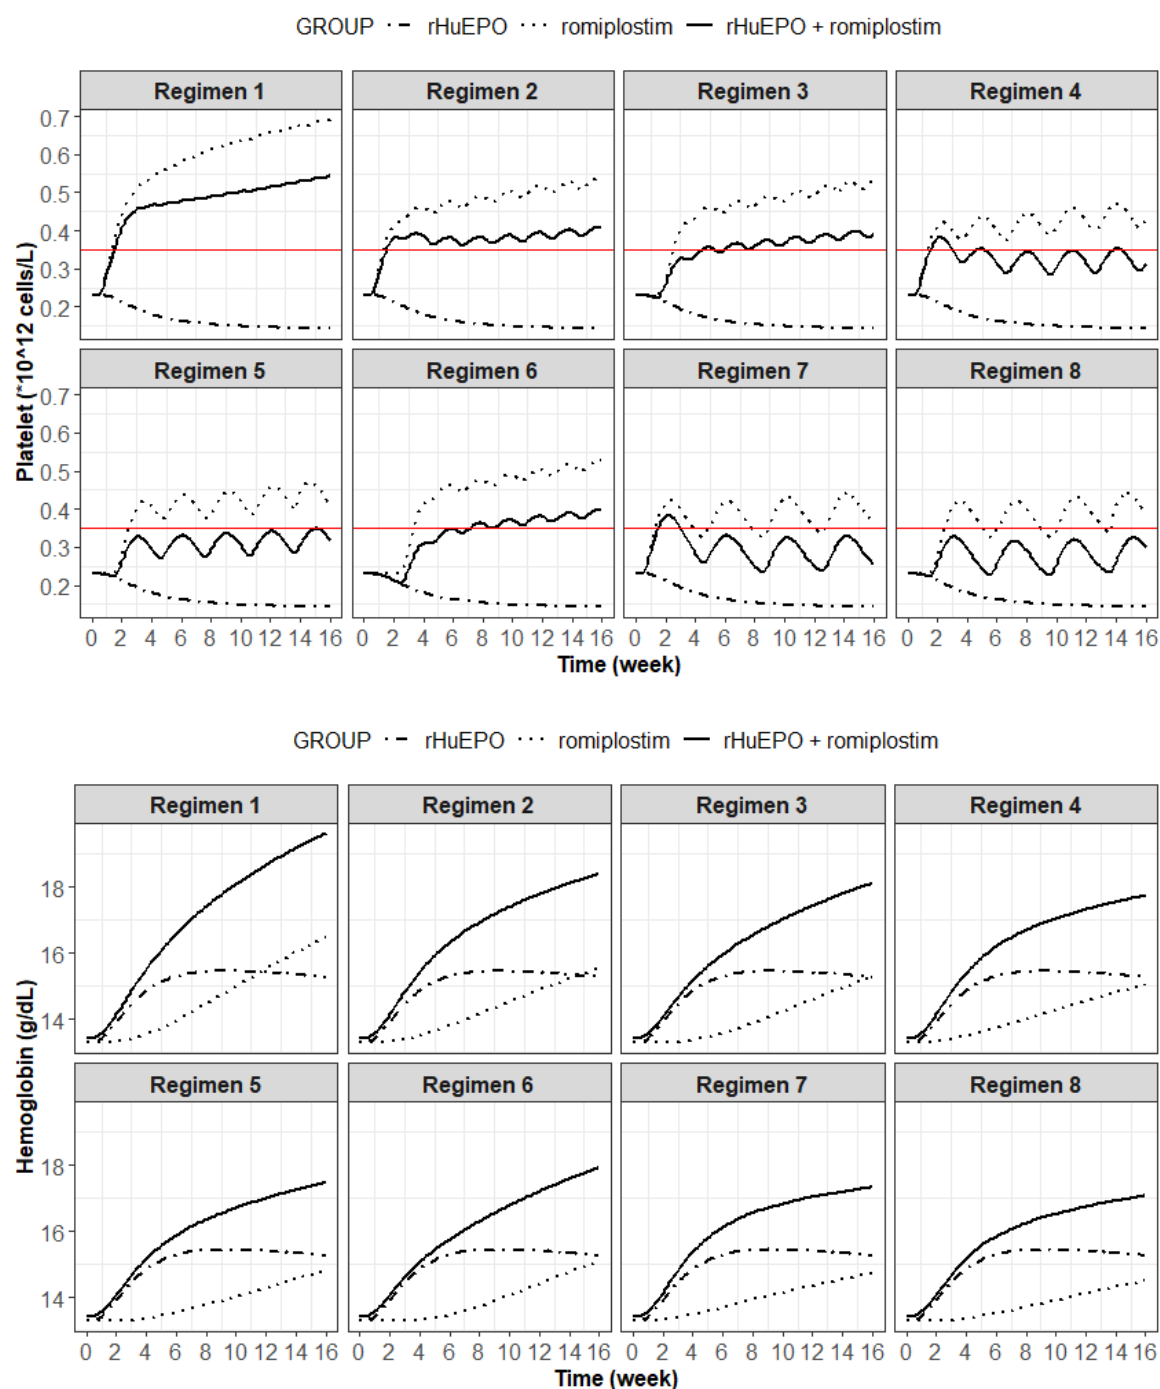 GROUP rHuEPO romiplostim rHuEPO + romiplostim
Regimen 1 Regimen 2 Regimen 3 Regimen 4
0.7
0.6
0.5
0.4
0.3
0.2
Regimen 5 Regimen 6 Regimen 7 Regimen 8
0.7
0.6
0.5
0.4
0.3
0.2
Platelet (*10^12 cells/L)
0 2 4 6 8 10 12 14 16 0 2 4 6 8 10 12 14 16 0 2 4 6 8 10 12 14 16 0 2 4 6 8 10 12 14 16
Time (week)
GROUP rHuEPO romiplostim rHuEPO + romiplostim
Regimen 1 Regimen 2 Regimen 3 Regimen 4
18
16
14
Regimen 5 Regimen 6 Regimen 7 Regimen 8
18
16
14
Hemoglobin (g/dL)
0 2 4 6 8 10 12 14 16 0 2 4 6 8 10 12 14 16 0 2 4 6 8 10 12 14 16 0 2 4 6 8 10 12 14 16
Time (week)